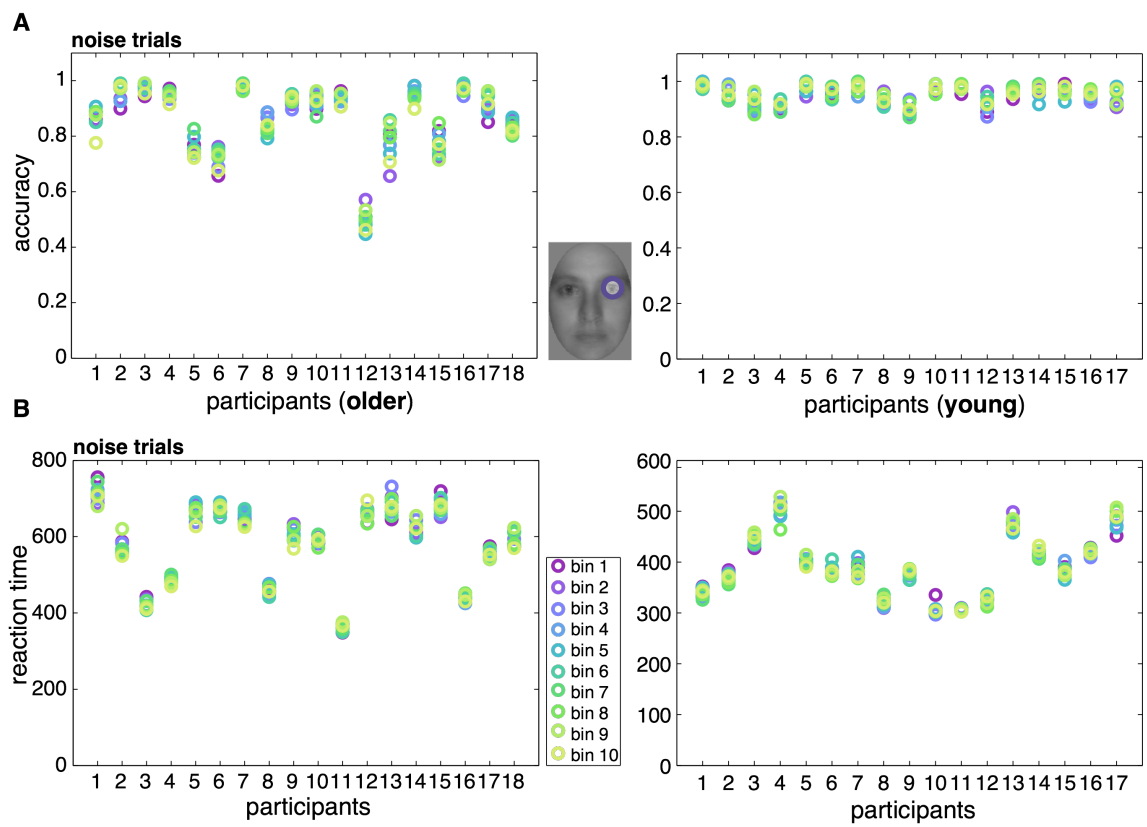 A
noise trials
1
0.8
0.6
0.4
0.2
0
accuracy
1 2 3 4 5 6 7 8 9 10 11 12 13 14 15 16 17 18
participants (older)
1
0.8
0.6
0.4
0.2
0
1 2 3 4 5 6 7 8 9 10 11 12 13 14 15 16 17
participants (young)
B
noise trials
800
600
400
200
0
reaction time
1 2 3 4 5 6 7 8 9 10 11 12 13 14 15 16 17 18
participants
bin 1
bin 2
bin 3
bin 4
bin 5
bin 6
bin 7
bin 8
bin 9
bin 10
600
500
400
300
200
100
0
1 2 3 4 5 6 7 8 9 10 11 12 13 14 15 16 17
participants